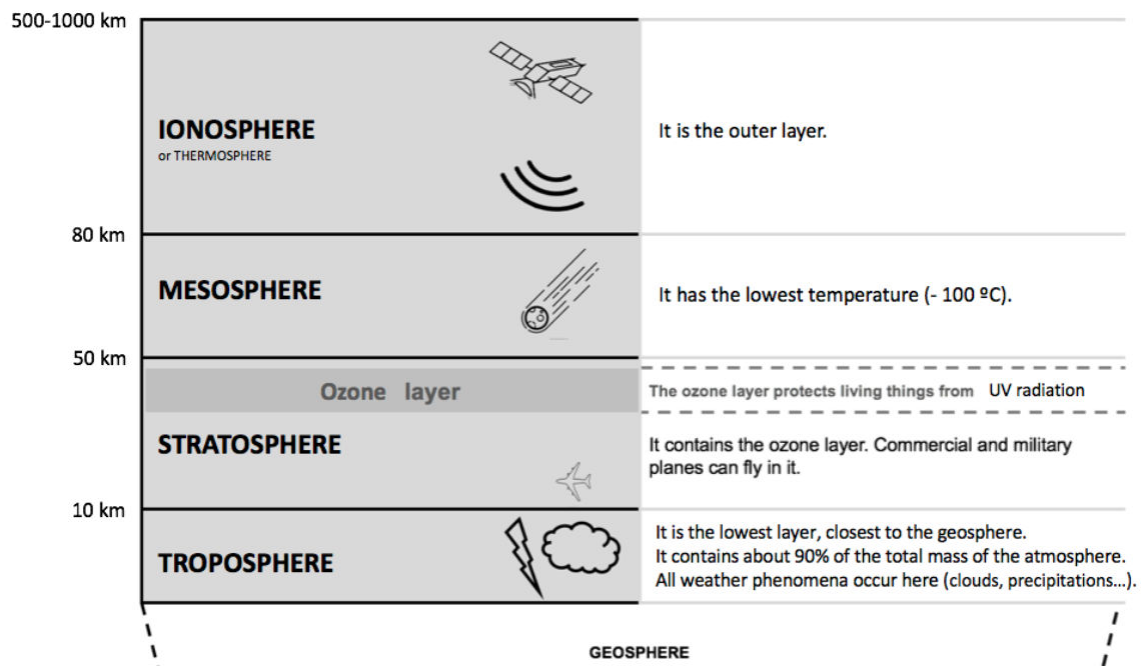 500-1000 km
IONOSPHERE
or THERMOSPHERE
It is the outer layer.
80 km
MESOSPHERE
It has the lowest temperature (- 100 ºC).
50 km
Ozone layer
The ozone layer protects living things from UV radiation
STRATOSPHERE
It contains the ozone layer. Commercial and military
planes can fly in it.
10 km
TROPOSPHERE
It is the lowest layer, closest to the geosphere.
It contains about 90% of the total mass of the atmosphere.
All weather phenomena occur here (clouds, precipitations...).
GEOSPHERE